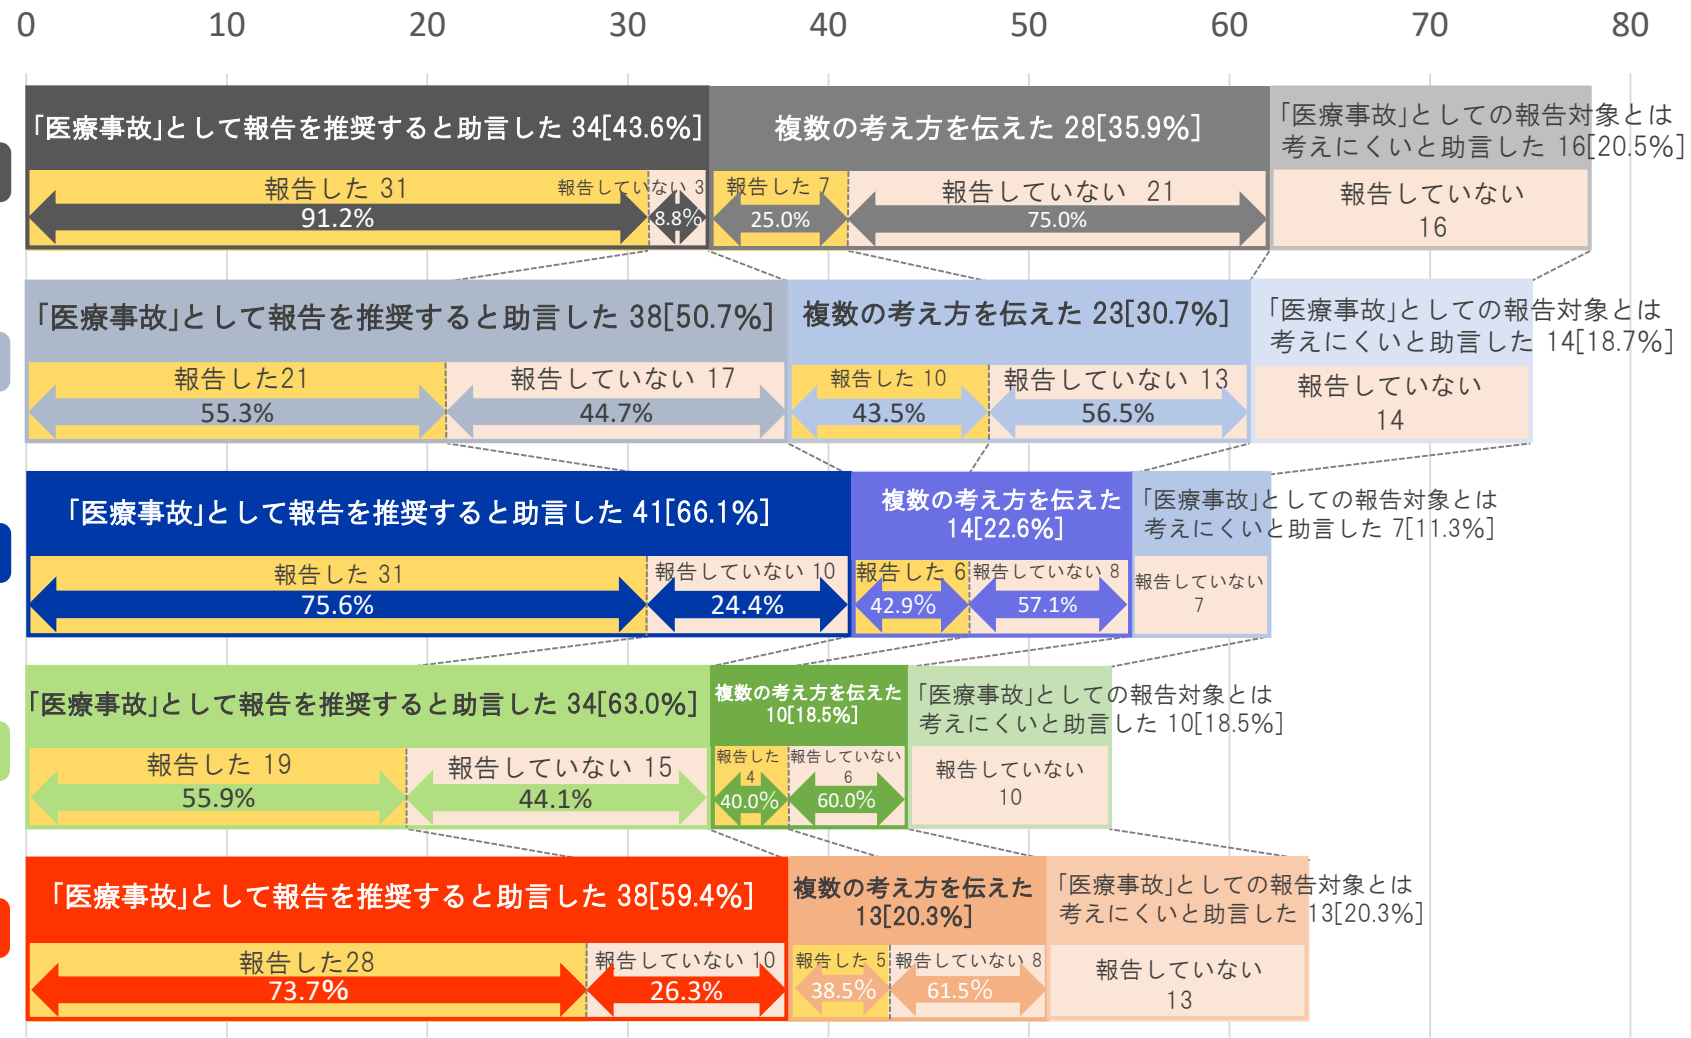 0 10 20 30 40 50 60 70 80
「医療事故」として報告を推奨すると助言した 34[43.6%]
複数の考え方を伝えた 28[35.9%]
「医療事故」としての報告対象とは
考えにくいと助言した 16[20.5%]
報告した 31
91.2%
報告していない 3
8.8%
報告した 7
25.0%
報告していない 21
75.0%
報告していない
16
「医療事故」として報告を推奨すると助言した 38[50.7%]
複数の考え方を伝えた 23[30.7%]
「医療事故」としての報告対象とは
考えにくいと助言した 14[18.7%]
報告した21
55.3%
報告していない 17
44.7%
報告した 10
43.5%
報告していない 13
56.5%
報告していない
14
「医療事故」として報告を推奨すると助言した 41[66.1%]
複数の考え方を伝えた
14[22.6%]
「医療事故」としての報告対象とは
考えにくいと助言した 7[11.3%]
報告した 31
75.6%
報告していない 10
24.4%
報告した 6
42.9%
報告していない 8
57.1%
報告していない
7
「医療事故」として報告を推奨すると助言した 34[63.0%]
複数の考え方を伝えた
10[18.5%]
「医療事故」としての報告対象とは
考えにくいと助言した 10[18.5%]
報告した 19
55.9%
報告していない 15
44.1%
報告した
4
40.0%
報告していない
6
60.0%
報告していない
10
「医療事故」として報告を推奨すると助言した 38[59.4%]
複数の考え方を伝えた
13[20.3%]
「医療事故」としての報告対象とは
考えにくいと助言した 13[20.3%]
報告した28
73.7%
報告していない 10
26.3%
報告した 5
38.5%
報告していない 8
61.5%
報告していない
13